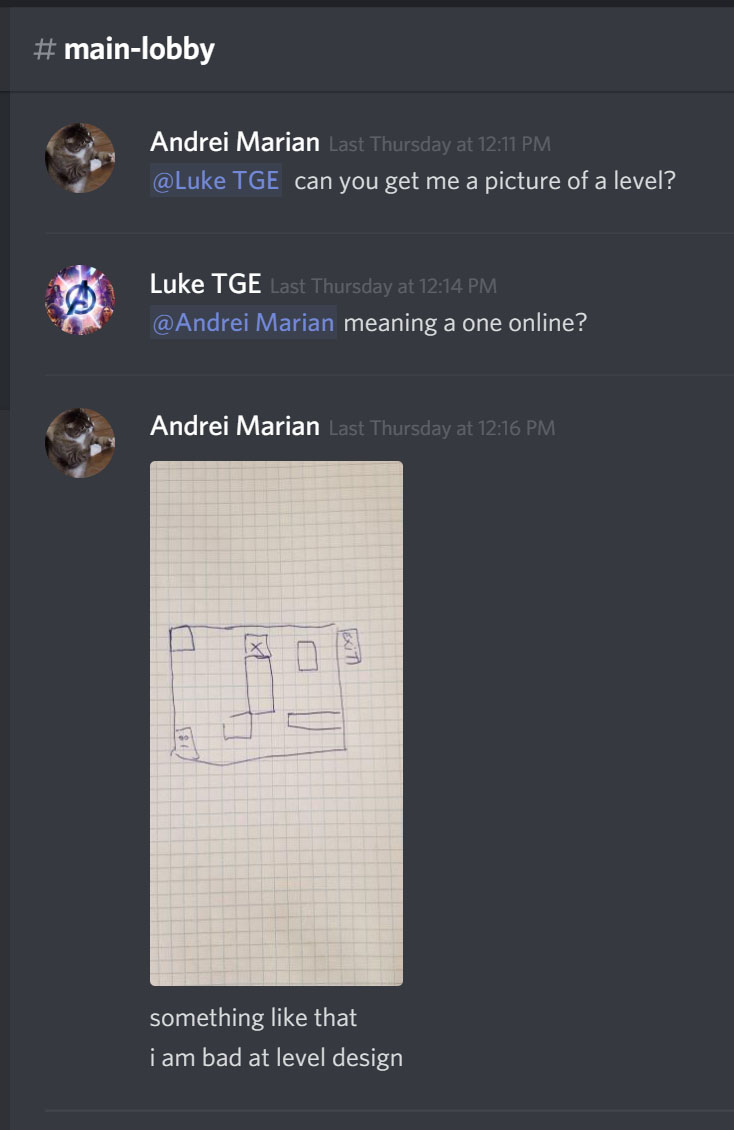 # main-lobby
Andrei Marian Last Thursday at 12:11 PM
@Luke TGE can you get me a picture of a level?
Luke TGE Last Thursday at 12:14 PM
@Andrei Marian meaning a one online?
Andrei Marian Last Thursday at 12:16 PM
X
EXIT
something like that
i am bad at level design